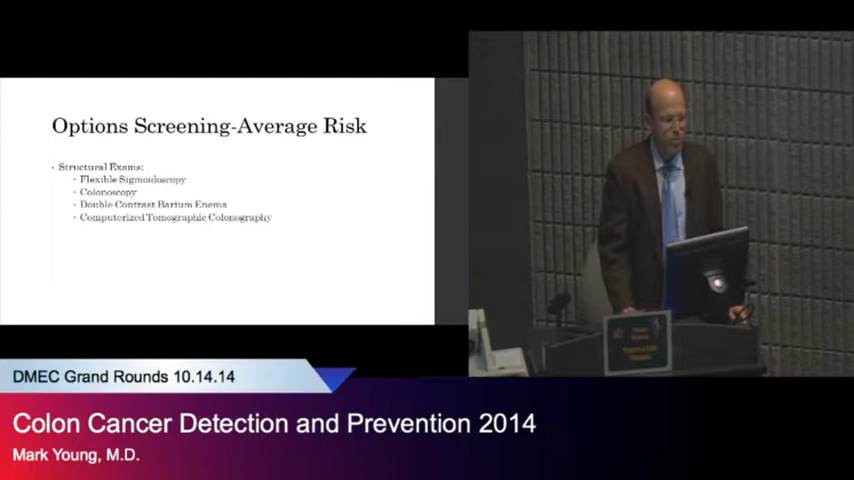 Options Screening-Average Risk
Structural Exams:
Flexible Sigmoidoscopy
Colonoscopy
Double Contrast Barium Enema
Computerized Tomographic Colonography
DMEC Grand Rounds 10.14.14
Colon Cancer Detection and Prevention 2014
Mark Young, M.D.